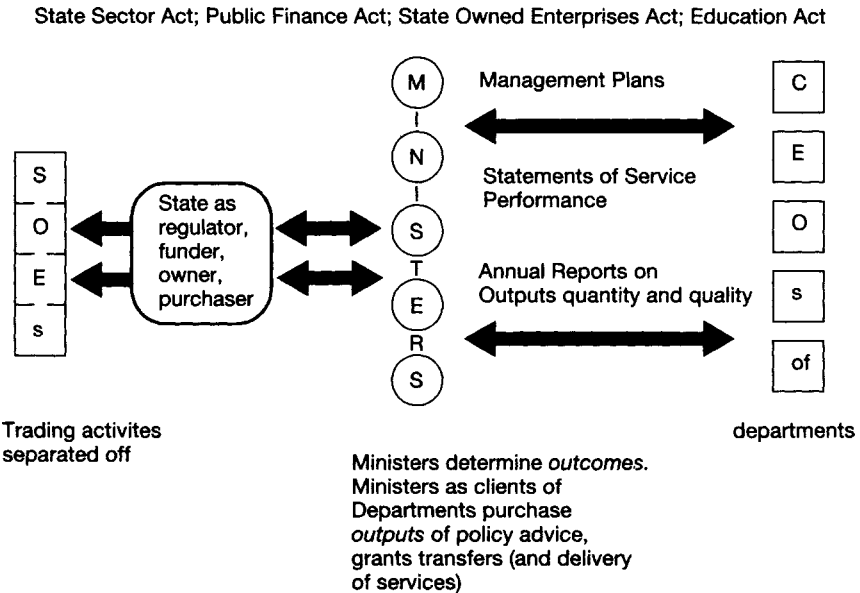 State Sector Act; Public Finance Act; State Owned Enterprises Act; Education Act
S
O
E
s
State as
regulator,
funder,
owner,
purchaser
M
I
N
I
S
T
E
R
S
Management Plans
Statements of Service
Performance
Annual Reports on
Outputs quantity and quality
C
E
O
s
of
Trading activites
separated off
departments
Ministers determine outcomes.
Ministers as clients of
Departments purchase
outputs of policy advice,
grants transfers (and delivery
of services)